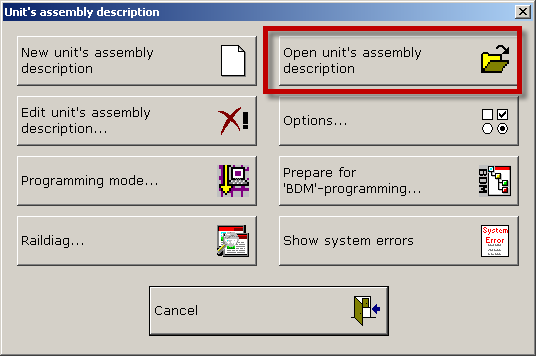 Unit's assembly description
New unit's assembly
description
Open unit's assembly
description
Edit unit's assembly
description...
Options...
Programming mode...
Prepare for
'BDM'-programming...
BDM
Raildiag...
Show system errors
System
Error
Cancel